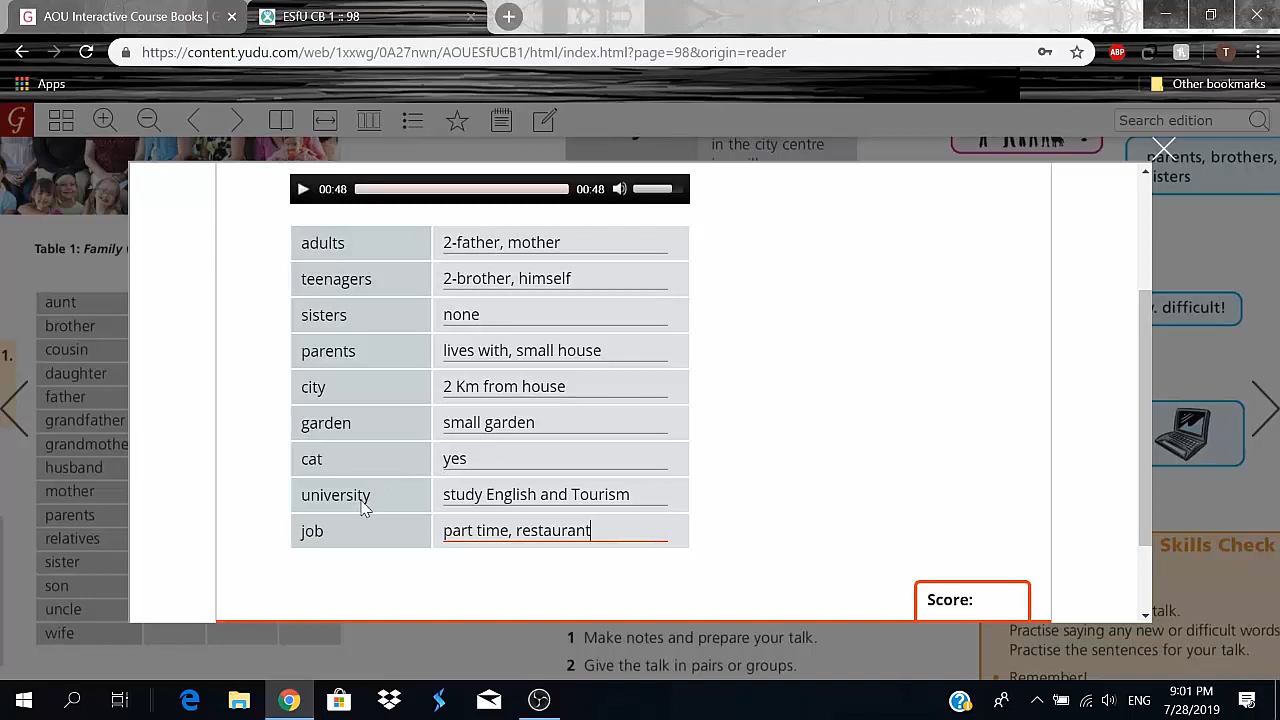 AOU Interactive Course Books | (
ESfU CB 1 :: 98
https://content.yudu.com/web/1xxwg/0A27nwn/AOUESfUCB1/html/index.html?page=98&origin=reader
ABP
T
Apps
Other bookmarks
G
Search edition
in the city centre
parents, brothers,
sisters
00:48
00:48
Table 1: Family
adults 2-father, mother
teenagers 2-brother, himself
sisters none
parents lives with, small house
city 2 Km from house
garden small garden
cat yes
university study English and Tourism
job part time, restaurant
aunt
brother
cousin
daughter
father
grandfather
grandmothe
husband
mother
parents
relatives
sister
son
uncle
wife
1.
. difficult!
Skills Check
Score:
talk.
1 Make notes and prepare your talk.
2 Give the talk in pairs or groups.
Practise saying any new or difficult words
Practise the sentences for your talk.
Remember!
ENG
9:01 PM
7/28/2019